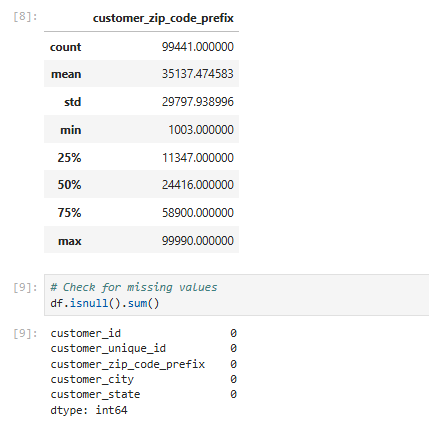 [8]:
customer_zip_code_prefix
count 99441.000000
mean 35137.474583
std 29797.938996
min 1003.000000
25% 11347.000000
50% 24416.000000
75% 58900.000000
max 99990.000000
[9]: # Check for missing values
df.isnull().sum()
[9]: customer_id 0
customer_unique_id 0
customer_zip_code_prefix 0
customer_city 0
customer_state 0
dtype: int64